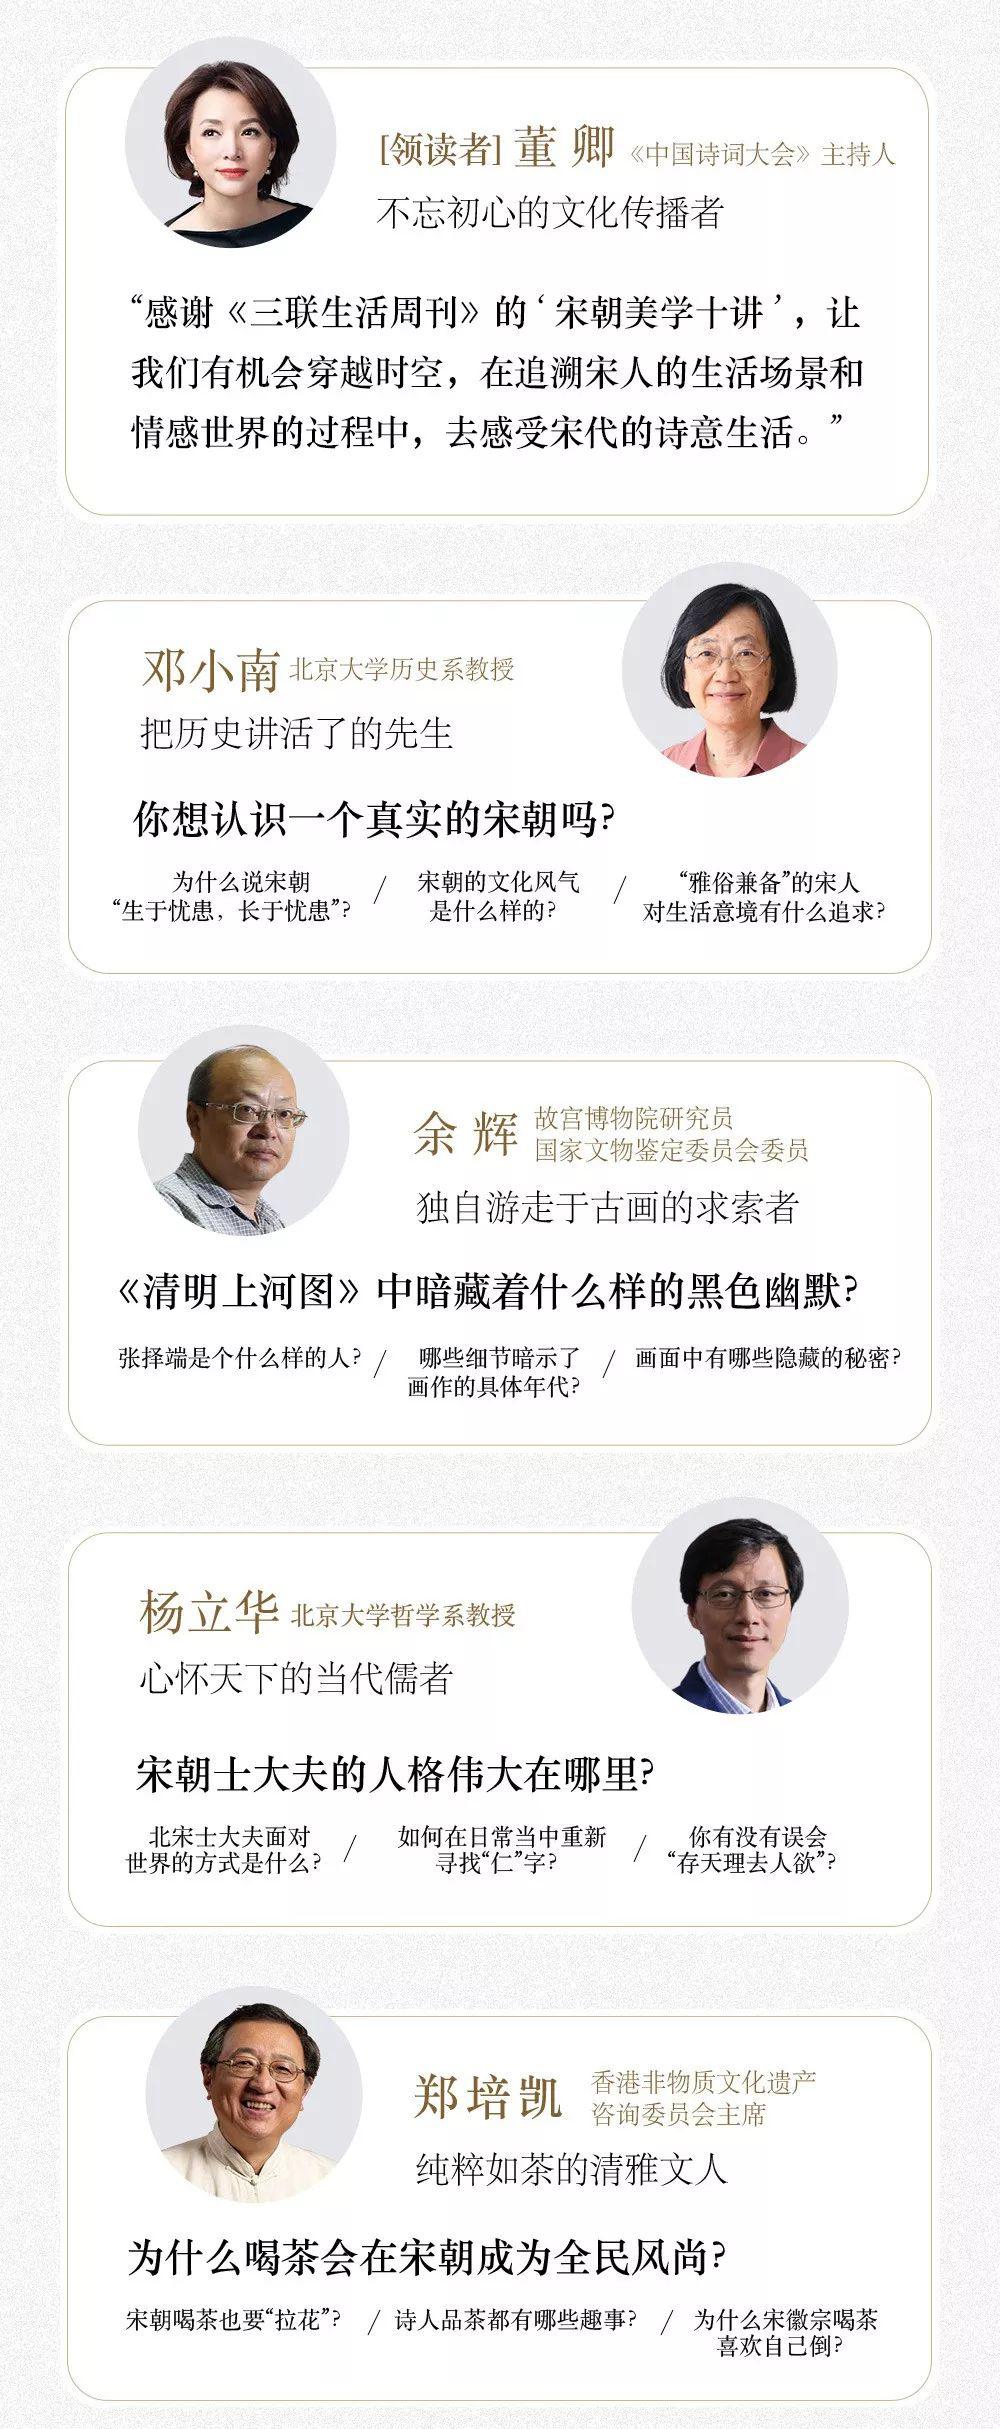 [领读者] 董卿 《中国诗词大会》主持人
不忘初心的文化传播者
“感谢《三联生活周刊》的‘宋朝美学十讲’，让
我们有机会穿越时空，在追溯宋人的生活场景和
情感世界的过程中，去感受宋代的诗意生活。”
邓小南 北京大学历史系教授
把历史讲活了的先生
你想认识一个真实的宋朝吗？
为什么说宋朝
“生于忧患，长于忧患”？
/
宋朝的文化风气
是什么样的？
/
“雅俗兼备”的宋人
对生活意境有什么追求？
余辉
故宫博物院研究员
国家文物鉴定委员会委员
独自游走于古画的求索者
《清明上河图》中暗藏着什么样的黑色幽默？
张择端是个什么样的人？
/
哪些细节暗示了
画作的具体年代？
/
画面中有哪些隐藏的秘密？
杨立华 北京大学哲学系教授
心怀天下的当代儒者
宋朝士大夫的人格伟大在哪里？
北宋士大夫面对
世界的方式是什么？
/
如何在日常当中重新
寻找“仁”字？
/
你有没有误会
“存天理去人欲”？
郑培凯
香港非物质文化遗产
咨询委员会主席
纯粹如茶的清雅文人
为什么喝茶会在宋朝成为全民风尚？
宋朝喝茶也要“拉花”？
/
诗人品茶都有哪些趣事？
/
为什么宋徽宗喝茶
喜欢自己倒？